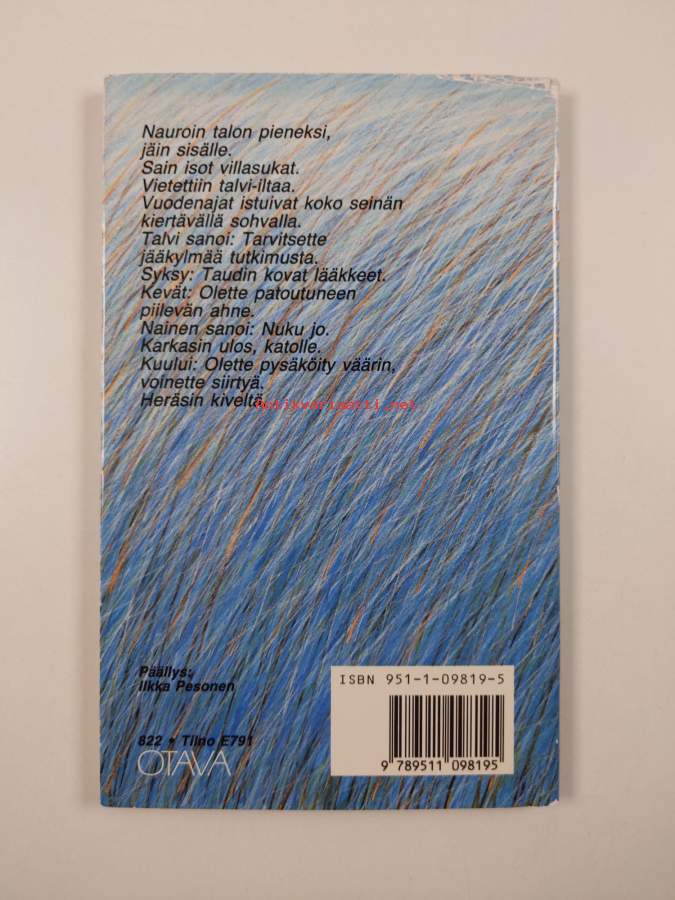 Nauroin talon pieneksi,
jäin sisälle.
Sain isot villasukat.
Vietettiin talvi-iltaa.
Vuodenajat istuivat koko seinän
kiertävällä sohvalla.
Talvi sanoi: Tarvitsette
jääkylmää tutkimusta.
Syksy: Taudin kovat lääkkeet.
Kevät: Olette patoutuneen
piilevän ahne.
Nainen sanoi: Nuku jo.
Karkasin ulos, katolle.
Kuului: Olette pysäköity väärin,
voinette siirtyä.
Heräsin kiveltä.
Antikvariaatti.net
Päällys:
Ilkka Pesonen
ISBN 951-1-09819-5
822 • Tilno E791
OTAVA
9 789511 098195